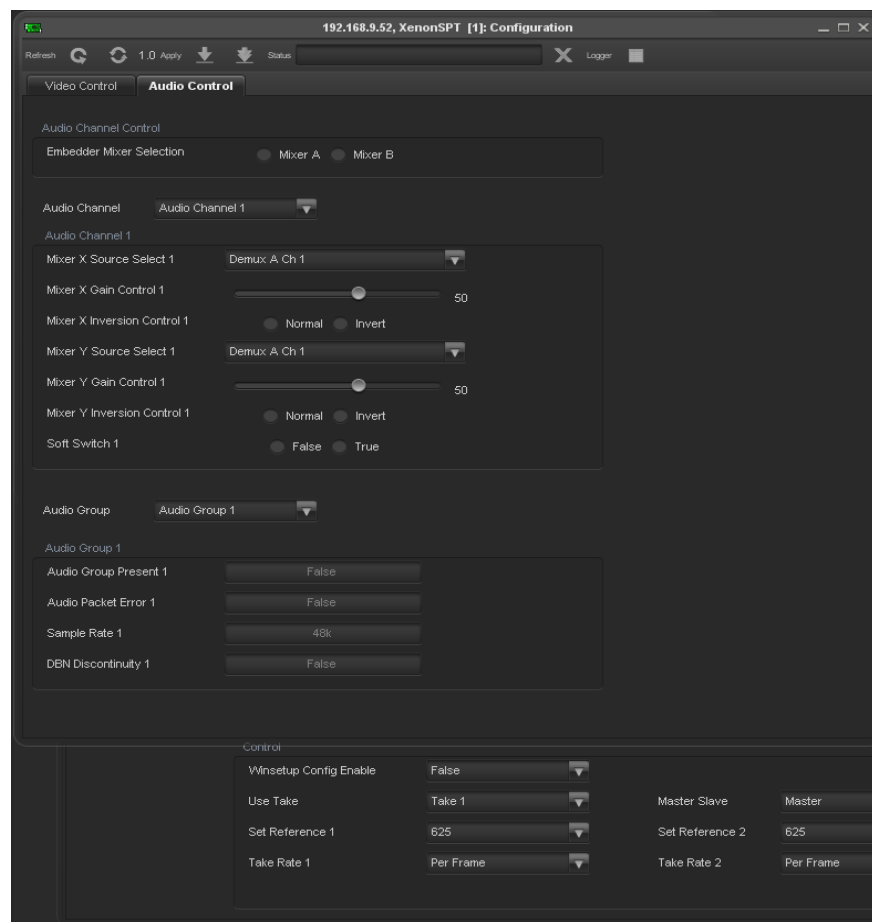 192.168.9.52, XenonSPT [1]: Configuration
Refresh 1.0 Apply Status Logger
Video Control Audio Control
Audio Channel Control
Embedder Mixer Selection Mixer A Mixer B
Audio Channel Audio Channel 1
Audio Channel 1
Mixer X Source Select 1 Demux A Ch 1
Mixer X Gain Control 1 50
Mixer X Inversion Control 1 Normal Invert
Mixer Y Source Select 1 Demux A Ch 1
Mixer Y Gain Control 1 50
Mixer Y Inversion Control 1 Normal Invert
Soft Switch 1 False True
Audio Group Audio Group 1
Audio Group 1
Audio Group Present 1 False
Audio Packet Error 1 False
Sample Rate 1 48k
DBN Discontinuity 1 False
Control
Winsetup Config Enable False
Use Take Take 1 Master Slave Master
Set Reference 1 625 Set Reference 2 625
Take Rate 1 Per Frame Take Rate 2 Per Frame